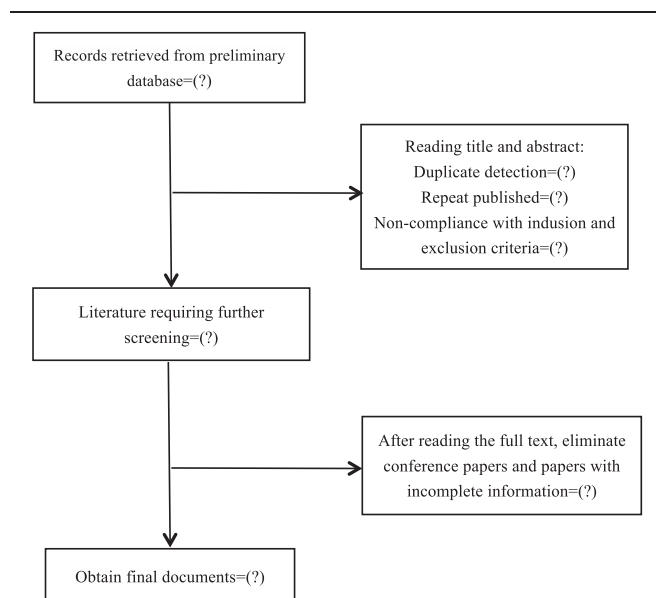 Records retrieved from preliminary
database=(?)
Reading title and abstract:
Duplicate detection=(?)
Repeat published=(?)
Non-compliance with indusion and
exclusion criteria=(?)
Literature requiring further
screening=(?)
After reading the full text, eliminate
conference papers and papers with
incomplete information=(?)
Obtain final documents=(?)